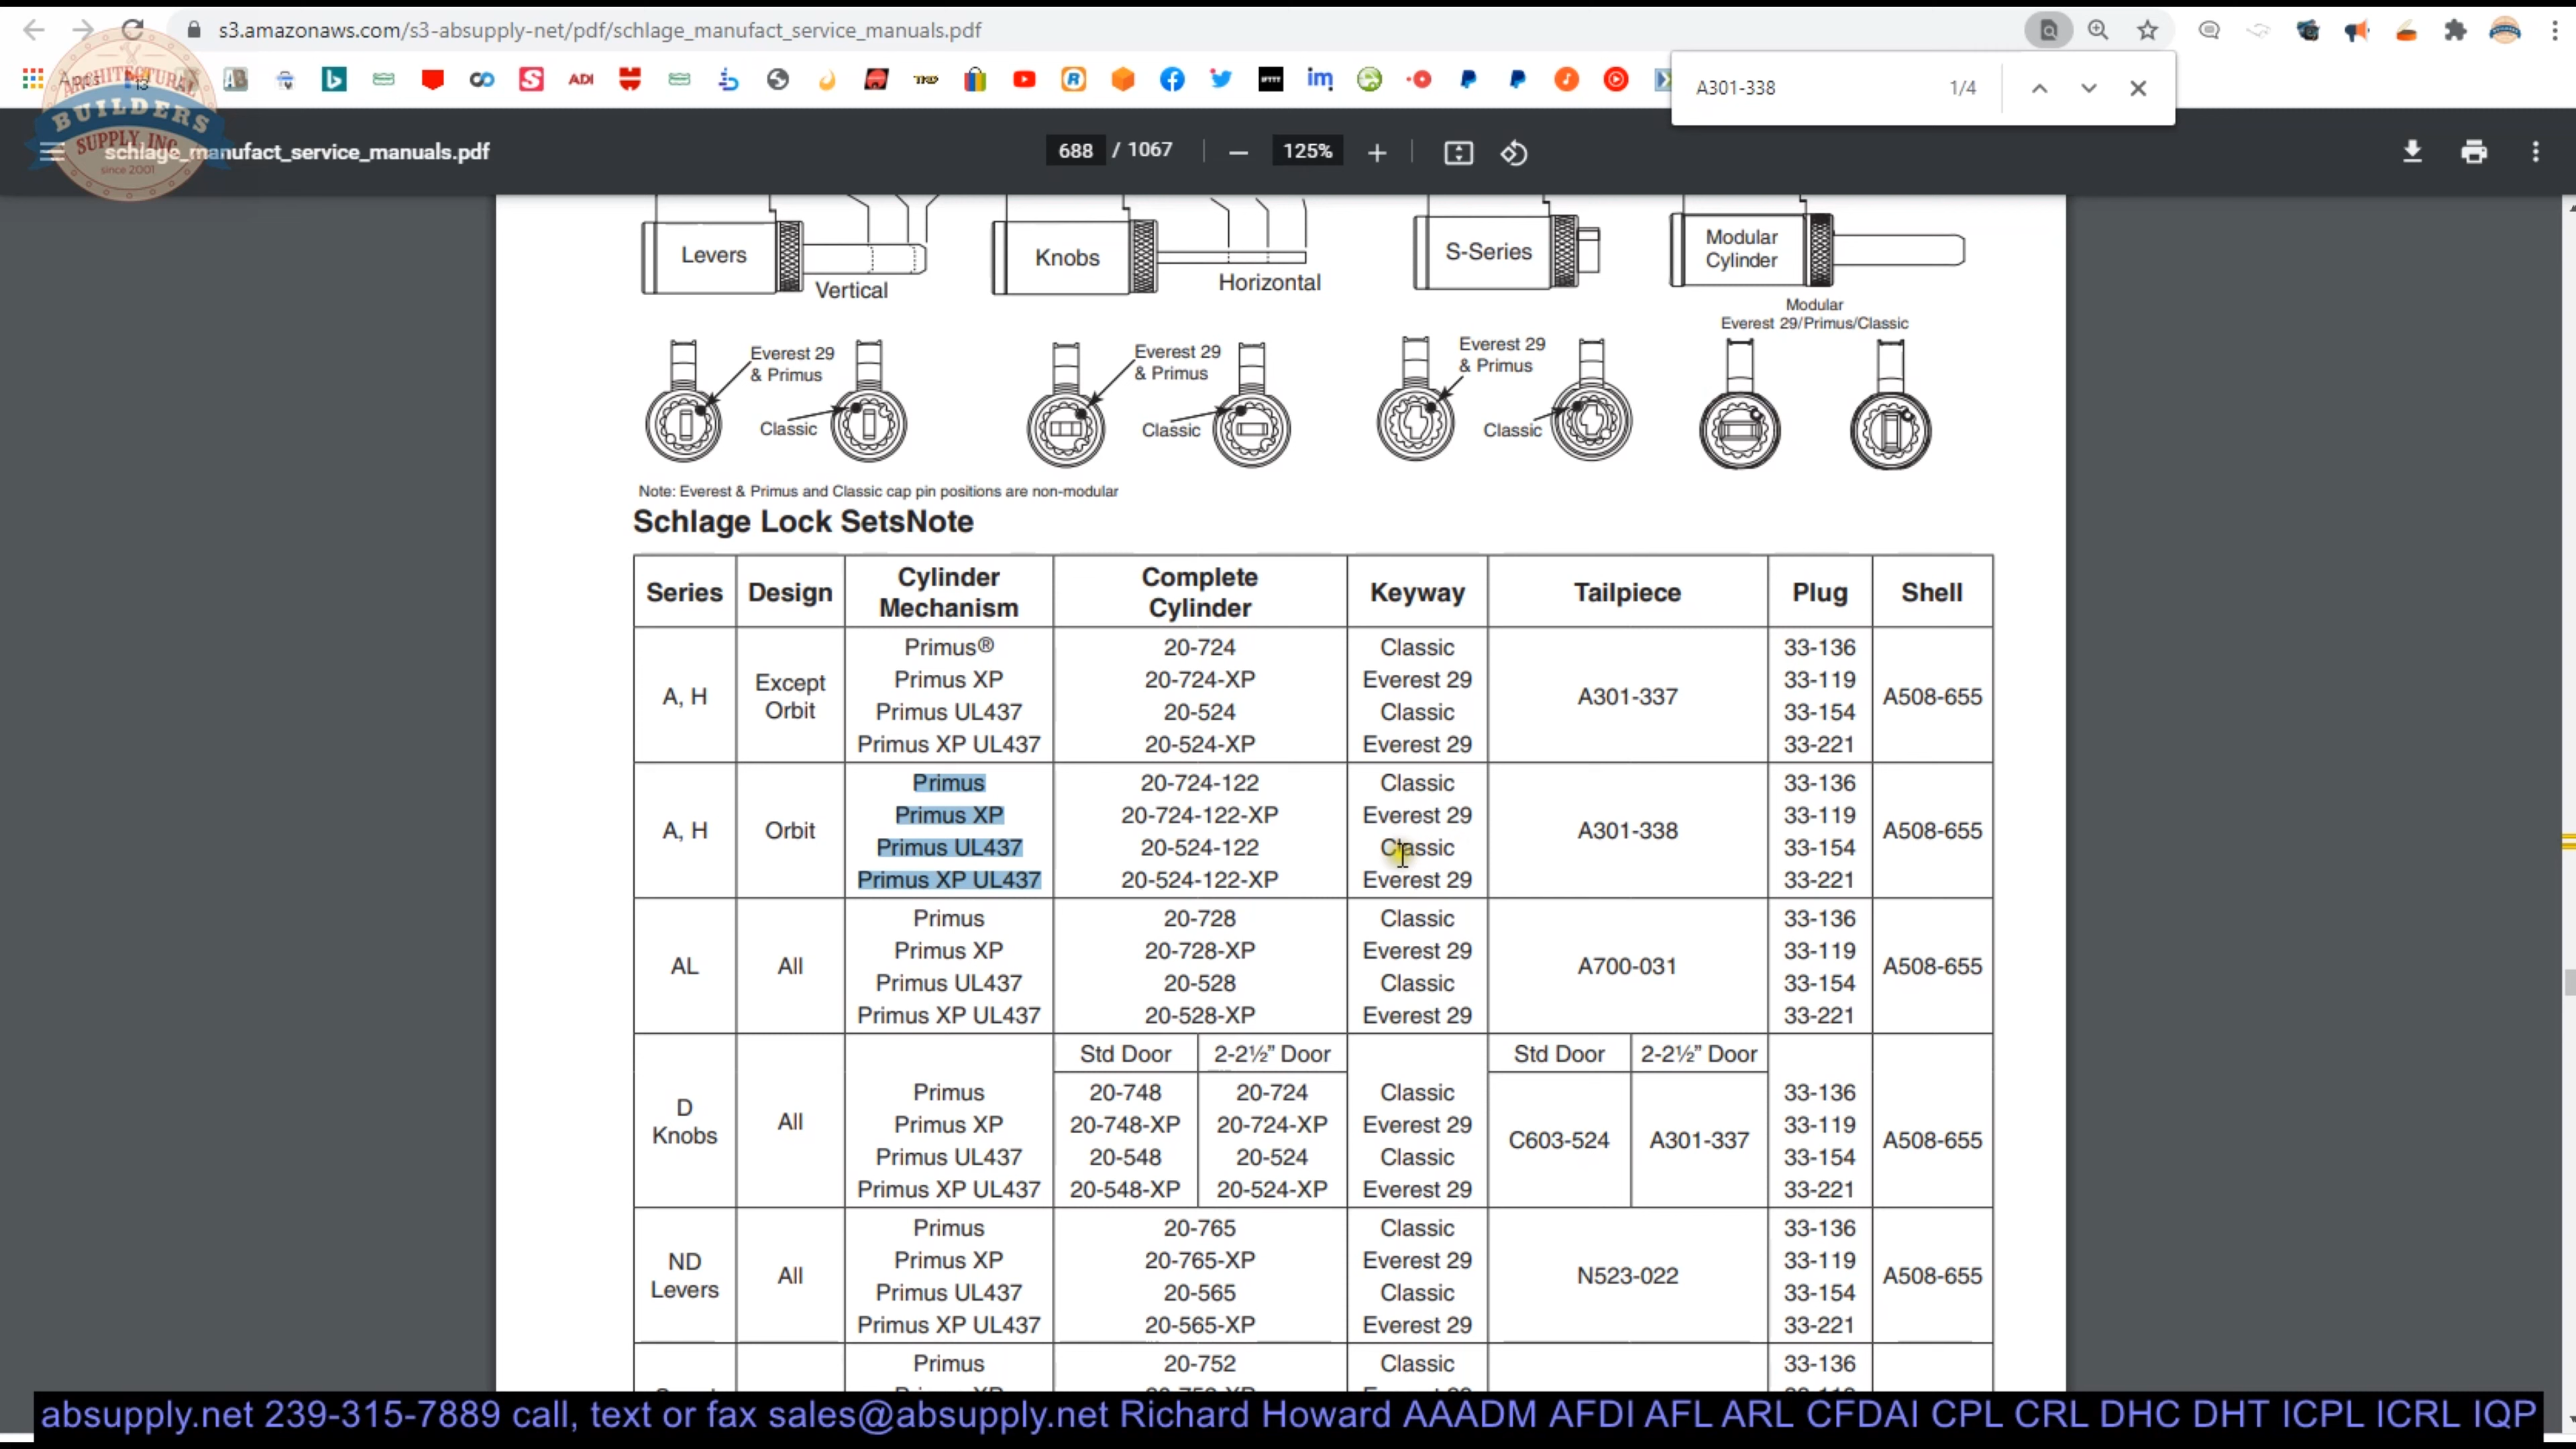 s3.amazonaws.com/s3-absupply-net/pdf/schlage_manufact_service_manuals.pdf
A301-338 1/4
ARCHITECTURAL
BUILDERS
SUPPLY, INC
since 2001
Apps
ADI
im
schlage_manufact_service_manuals.pdf
688 / 1067
125%
Levers
Vertical
Knobs
Horizontal
S-Series
Modular
Cylinder
Modular
Everest 29/Primus/Classic
Everest 29
& Primus
Classic
Everest 29
& Primus
Classic
Everest 29
& Primus
Classic
Note: Everest & Primus and Classic cap pin positions are non-modular
Schlage Lock SetsNote
Series Design Cylinder Mechanism Complete Cylinder Keyway Tailpiece Plug Shell
A, H Except Orbit A301-337 A508-655
Primus® 20-724 Classic 33-136
Primus XP 20-724-XP Everest 29 33-119
Primus UL437 20-524 Classic 33-154
Primus XP UL437 20-524-XP Everest 29 33-221
A, H Orbit A301-338 A508-655
Primus 20-724-122 Classic 33-136
Primus XP 20-724-122-XP Everest 29 33-119
Primus UL437 20-524-122 Classic 33-154
Primus XP UL437 20-524-122-XP Everest 29 33-221
AL All A700-031 A508-655
Primus 20-728 Classic 33-136
Primus XP 20-728-XP Everest 29 33-119
Primus UL437 20-528 Classic 33-154
Primus XP UL437 20-528-XP Everest 29 33-221
Std Door 2-2½” Door Std Door 2-2½” Door
D Knobs All C603-524 A301-337 A508-655
Primus 20-748 20-724 Classic 33-136
Primus XP 20-748-XP 20-724-XP Everest 29 33-119
Primus UL437 20-548 20-524 Classic 33-154
Primus XP UL437 20-548-XP 20-524-XP Everest 29 33-221
ND Levers All N523-022 A508-655
Primus 20-765 Classic 33-136
Primus XP 20-765-XP Everest 29 33-119
Primus UL437 20-565 Classic 33-154
Primus XP UL437 20-565-XP Everest 29 33-221
Primus 20-752 Classic 33-136
absupply.net 239-315-7889 call, text or fax sales@absupply.net Richard Howard AAADM AFDI AFL ARL CFDAI CPL CRL DHC DHT ICPL ICRL IQP